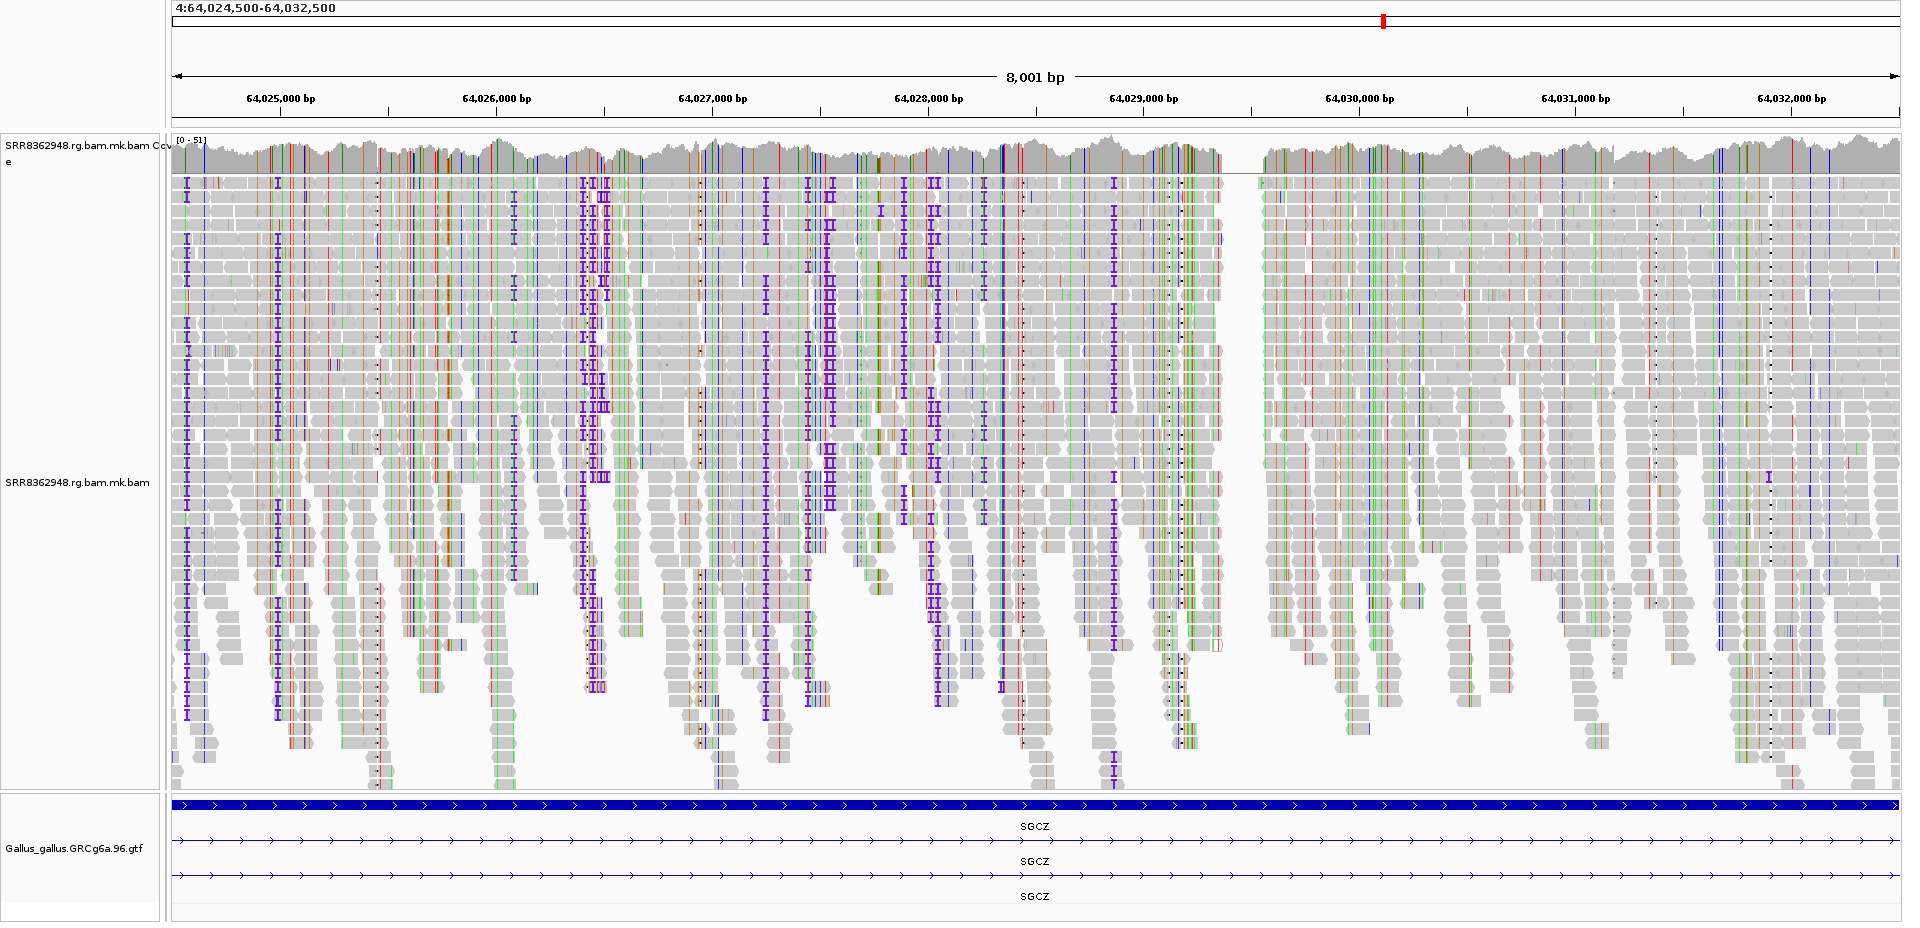 4:64,024,500-64,032,500
8,001 bp
64,025,000 bp 64,026,000 bp 64,027,000 bp 64,028,000 bp 64,029,000 bp 64,030,000 bp 64,031,000 bp 64,032,000 bp
SRR8362948.rg.bam.mk.bam Cov
e
[0 - 51]
SRR8362948.rg.bam.mk.bam
Gallus_gallus.GRCg6a.96.gtf
SGCZ
SGCZ
SGCZ